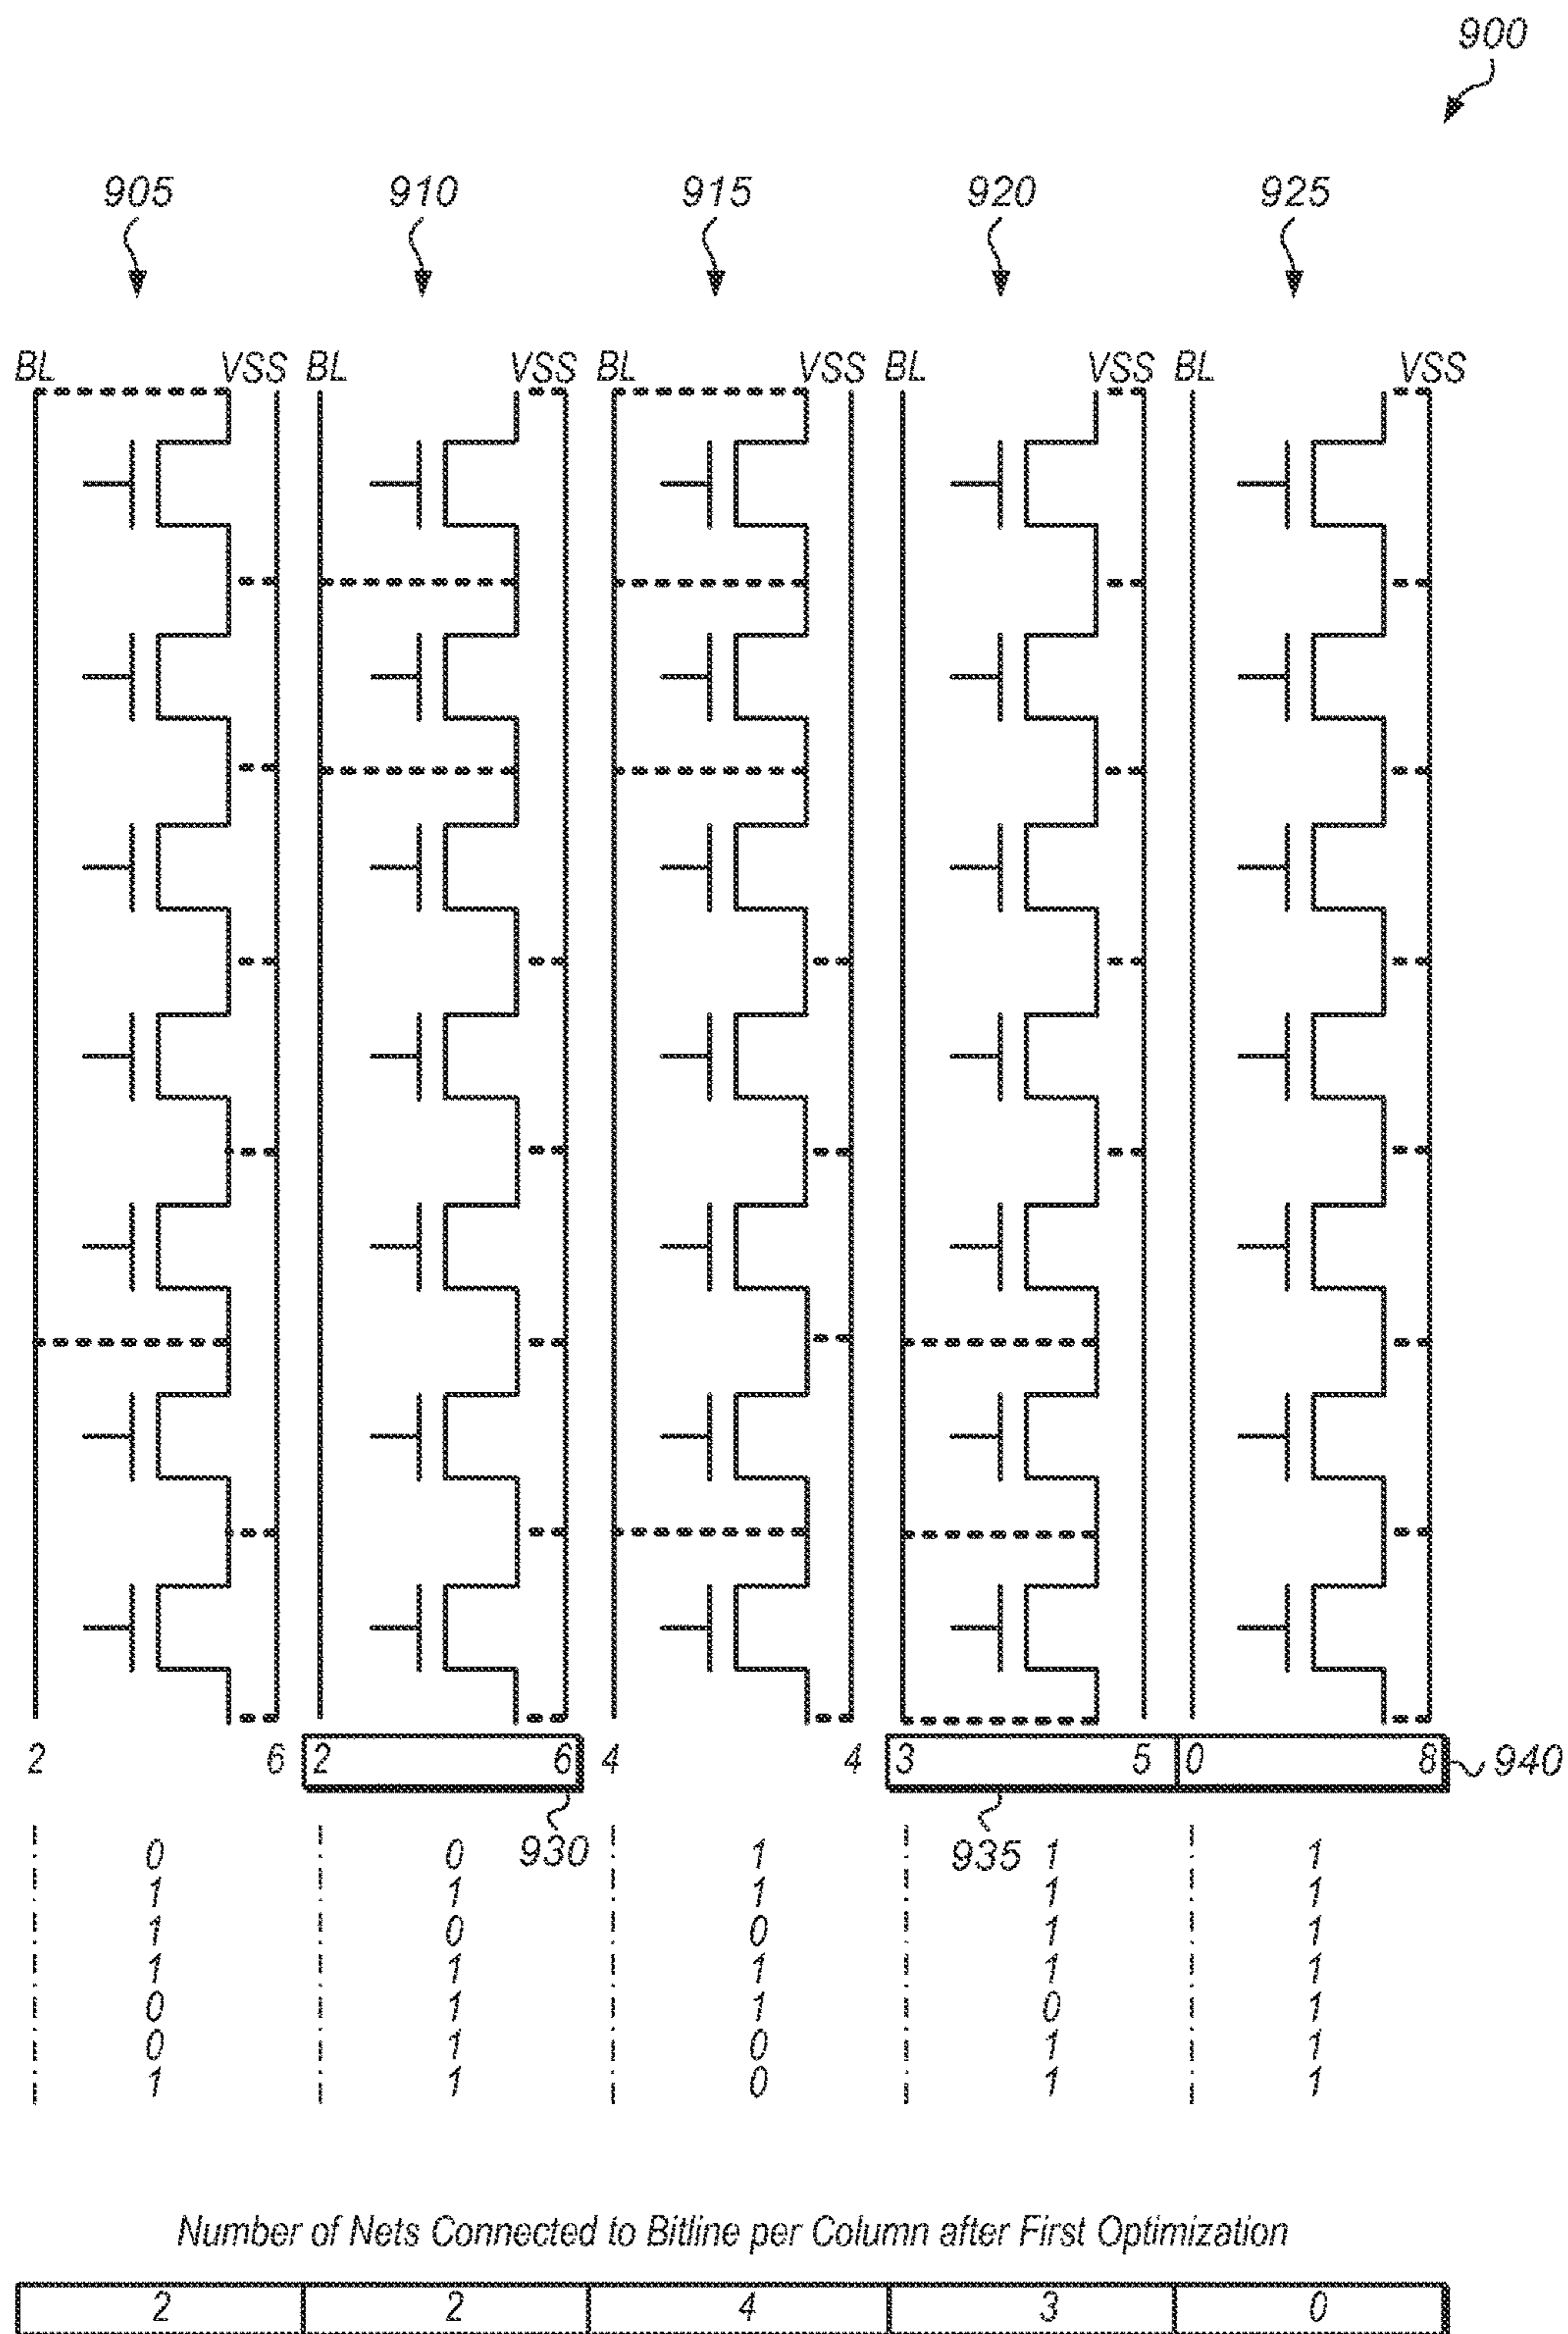 900
905 910 915 920 925
BL VSS BL VSS BL VSS BL VSS BL VSS
2 6 2 6 4 4 3 5 0 8 940
930 935
0 0 1 1 1
1 1 1 1 1
1 0 0 1 1
1 1 1 1 1
0 1 1 0 1
0 1 0 1 1
1 1 0 1 1
Number of Nets Connected to Bitline per Column after First Optimization
2 2 4 3 0